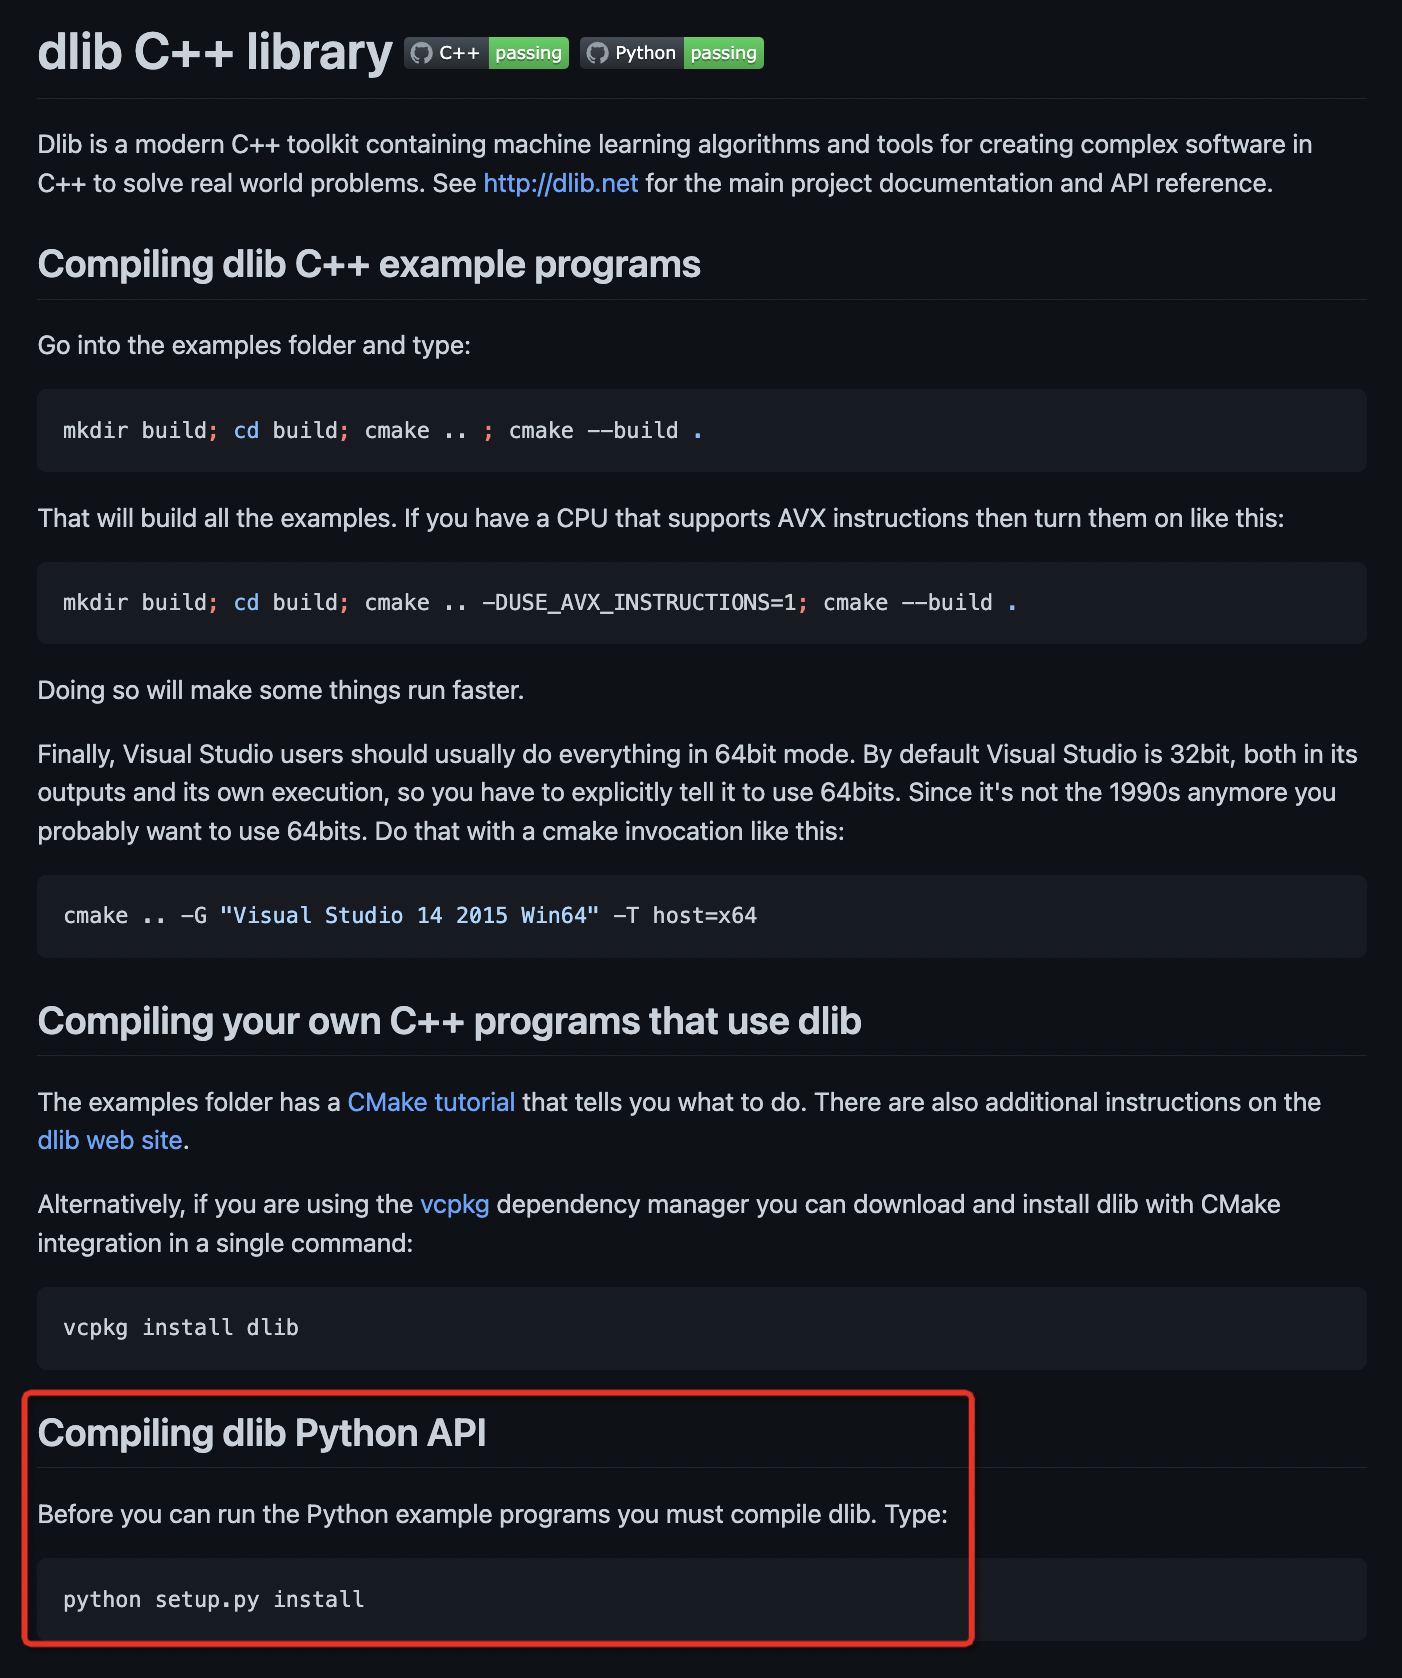 dlib C++ library C++ passing Python passing
Dlib is a modern C++ toolkit containing machine learning algorithms and tools for creating complex software in
C++ to solve real world problems. See http://dlib.net for the main project documentation and API reference.
Compiling dlib C++ example programs
Go into the examples folder and type:
mkdir build; cd build; cmake .. ; cmake --build .
That will build all the examples. If you have a CPU that supports AVX instructions then turn them on like this:
mkdir build; cd build; cmake .. -DUSE_AVX_INSTRUCTIONS=1; cmake --build .
Doing so will make some things run faster.
Finally, Visual Studio users should usually do everything in 64bit mode. By default Visual Studio is 32bit, both in its
outputs and its own execution, so you have to explicitly tell it to use 64bits. Since it's not the 1990s anymore you
probably want to use 64bits. Do that with a cmake invocation like this:
cmake .. -G "Visual Studio 14 2015 Win64" -T host=x64
Compiling your own C++ programs that use dlib
The examples folder has a CMake tutorial that tells you what to do. There are also additional instructions on the
dlib web site.
Alternatively, if you are using the vcpkg dependency manager you can download and install dlib with CMake
integration in a single command:
vcpkg install dlib
Compiling dlib Python API
Before you can run the Python example programs you must compile dlib. Type:
python setup.py install